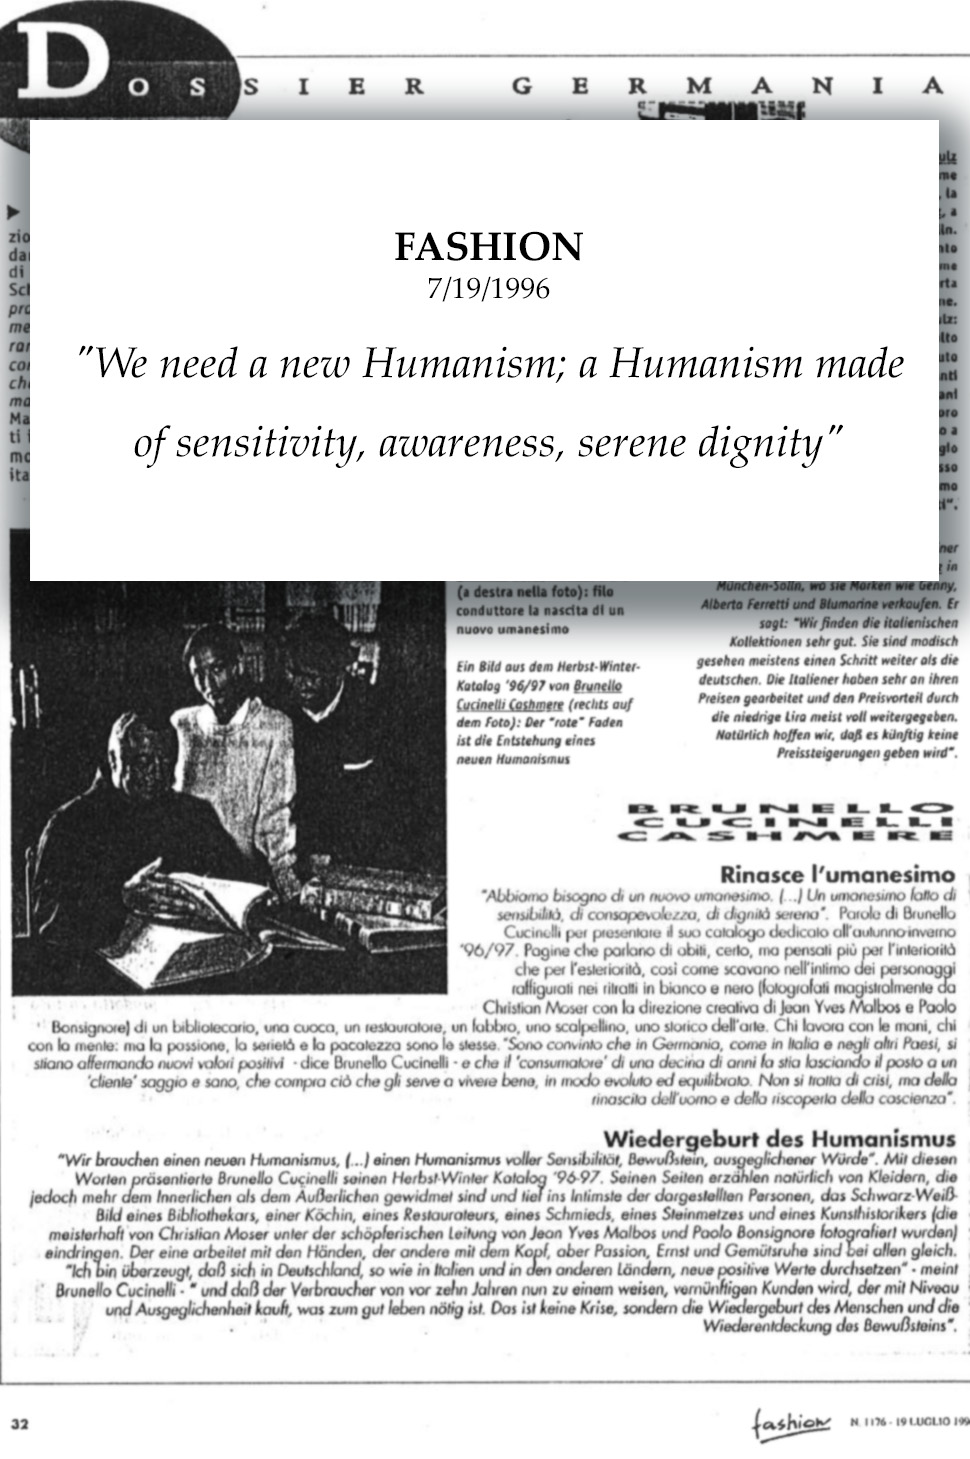 DOSSIER GERMANIA
FASHION
7/19/1996
"We need a new Humanism; a Humanism made
of sensitivity, awareness, serene dignity"
(a destra nella foto): filo
conduttore la nascita di un
nuovo umanesimo
Ein Bild aus dem Herbst-Winter-
Katalog '96/97 von Brunello
Cucinelli Cashmere (rechts auf
dem Foto): Der "rote" Faden
ist die Entstehung eines
neuen Humanismus
München-Solln, wo sie Marken wie Genny,
Alberta Ferretti und Blumarine verkaufen. Er
sagt: "Wir finden die italienischen
Kollektionen sehr gut. Sie sind modisch
gesehen meistens einen Schritt weiter als die
deutschen. Die Italiener haben sehr an ihren
Preisen gearbeitet und den Preisvorteil durch
die niedrige Lira meist voll weitergegeben.
Natürlich hoffen wir, daß es künftig keine
Preissteigerungen geben wird".
BRUNELLO
CUCINELLI
CASHMERE
Rinasce l'umanesimo
"Abbiamo bisogno di un nuovo umanesimo. (...) Un umanesimo fatto di
sensibilità, di consapevolezza, di dignità serena". Parola di Brunello
Cucinelli per presentare il suo catalogo dedicato all'autunno-inverno
'96/97. Pagine che parlano di abiti, certo, ma pensati più per l'interiorità
che per l'esteriorità, così come scavano nell'intimo dei personaggi
raffigurati nei ritratti in bianco e nero (fotografati magistralmente da
Christian Moser con la direzione creativa di Jean Yves Malbos e Paolo
Bonsignore) di un bibliotecario, una cuoca, un restauratore, un fabbro, uno scalpellino, uno storico dell'arte. Chi lavora con le mani, chi
con la mente: ma la passione, la serietà e la pacatezza sono le stesse. "Sono convinto che in Germania, come in Italia e negli altri Paesi, si
stiano affermando nuovi valori positivi - dice Brunello Cucinelli - e che il 'consumatore' di una decina di anni fa stia lasciando il posto a un
'cliente' saggio e sano, che compra ciò che gli serve a vivere bene, in modo evoluto ed equilibrato. Non si tratta di crisi, ma della
rinascita dell'uomo e della riscoperta della coscienza".
Wiedergeburt des Humanismus
"Wir brauchen einen neuen Humanismus, (...) einen Humanismus voller Sensibilität, Bewußstein, ausgeglichener Würde". Mit diesen
Worten präsentierte Brunello Cucinelli seinen Herbst-Winter Katalog '96-97. Seinen Seiten erzählen natürlich von Kleidern, die
jedoch mehr dem Innerlichen als dem Äußerlichen gewidmet sind und tief ins Intimste der dargestellten Personen, das Schwarz-Weiß-
Bild eines Bibliothekars, einer Köchin, eines Restaurateurs, eines Schmieds, eines Steinmetzes und eines Kunsthistorikers (die
meisterhaft von Christian Moser unter der schöpferischen Leitung von Jean Yves Malbos und Paolo Bonsignore fotografiert wurden)
eindringen. Der eine arbeitet mit den Händen, der andere mit dem Kopf, aber Passion, Ernst und Gemütsruhe sind bei allen gleich.
"Ich bin überzeugt, daß sich in Deutschland, so wie in Italien und in den anderen Ländern, neue positive Werte durchsetzen" - meint
Brunello Cucinelli - " und daß der Verbraucher von vor zehn Jahren nun zu einem weisen, vernünftigen Kunden wird, der mit Niveau
und Ausgeglichenheit kauft, was zum gut leben nötig ist. Das ist keine Krise, sondern die Wiedergeburt des Menschen und die
Wiederentdeckung des Bewußsteins".
32
fashion N. 1176 - 19 LUGLIO 199